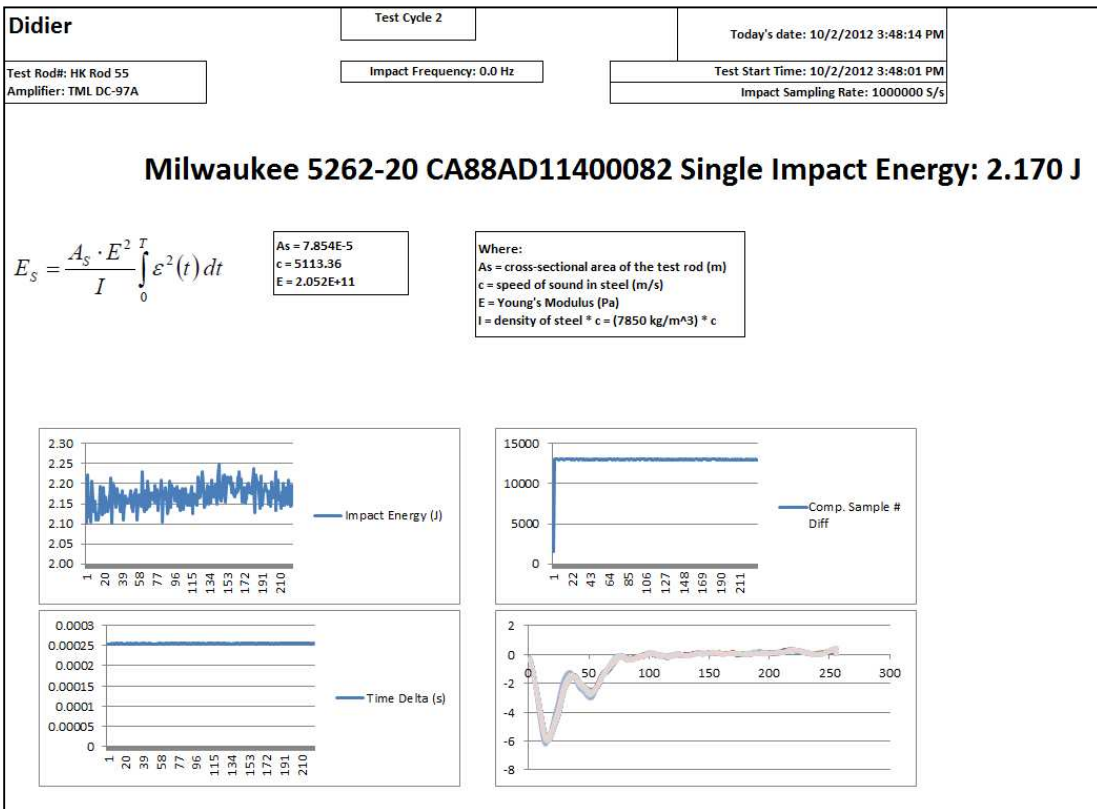 Didier
Test Cycle 2
Today's date: 10/2/2012 3:48:14 PM
Test Rod#: HK Rod 55
Amplifier: TML DC-97A
Impact Frequency: 0.0 Hz
Test Start Time: 10/2/2012 3:48:01 PM
Impact Sampling Rate: 1000000 S/s
Milwaukee 5262-20 CA88AD11400082 Single Impact Energy: 2.170 J
E_S = A_S · E² / I ∫₀ᵀ ε²(t) dt
As = 7.854E-5
c = 5113.36
E = 2.052E+11
Where:
As = cross-sectional area of the test rod (m)
c = speed of sound in steel (m/s)
E = Young's Modulus (Pa)
I = density of steel * c = (7850 kg/m^3) * c
2.30
2.25
2.20
2.15
2.10
2.05
2.00
1 20 39 58 77 96 115 134 153 172 191 210
Impact Energy (J)
15000
10000
5000
0
1 22 43 64 85 106 127 148 169 190 211
Comp. Sample #
Diff
0.0003
0.00025
0.0002
0.00015
0.0001
0.00005
0
1 20 39 58 77 96 115 134 153 172 191 210
Time Delta (s)
2
0
-2
-4
-6
-8
0 50 100 150 200 250 300